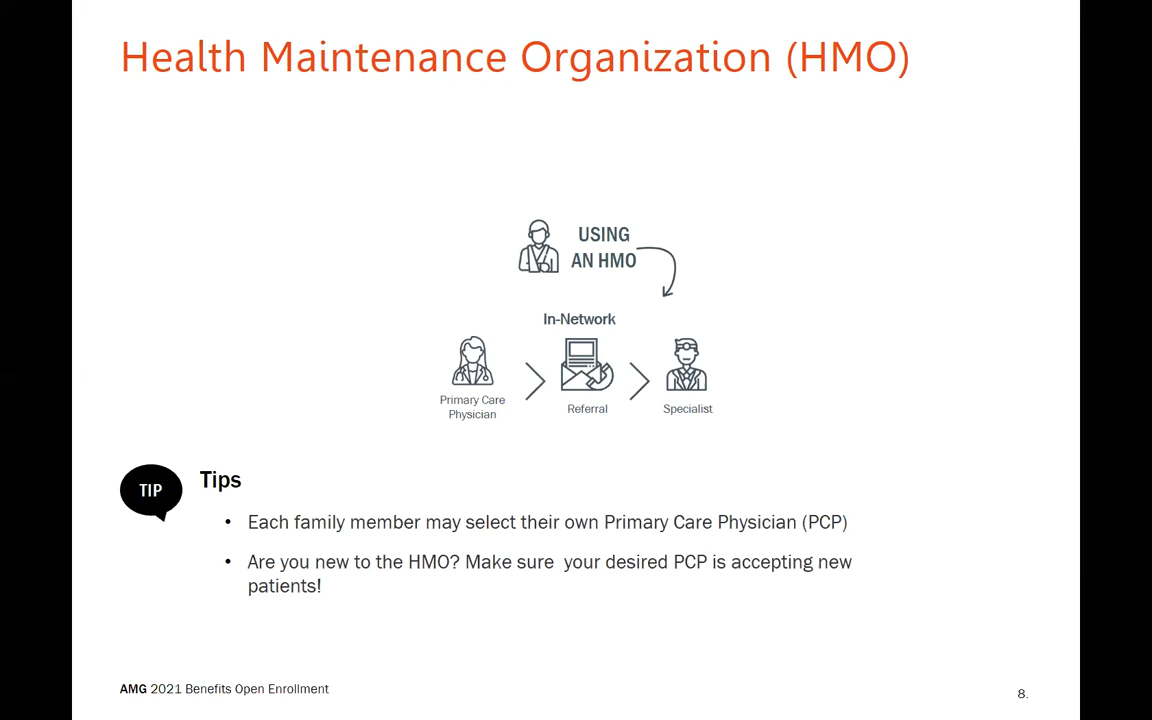 Health Maintenance Organization (HMO)
USING
AN HMO
In-Network
Primary Care
Physician
Referral
Specialist
TIP
Tips
• Each family member may select their own Primary Care Physician (PCP)
• Are you new to the HMO? Make sure your desired PCP is accepting new
patients!
AMG 2021 Benefits Open Enrollment
8.